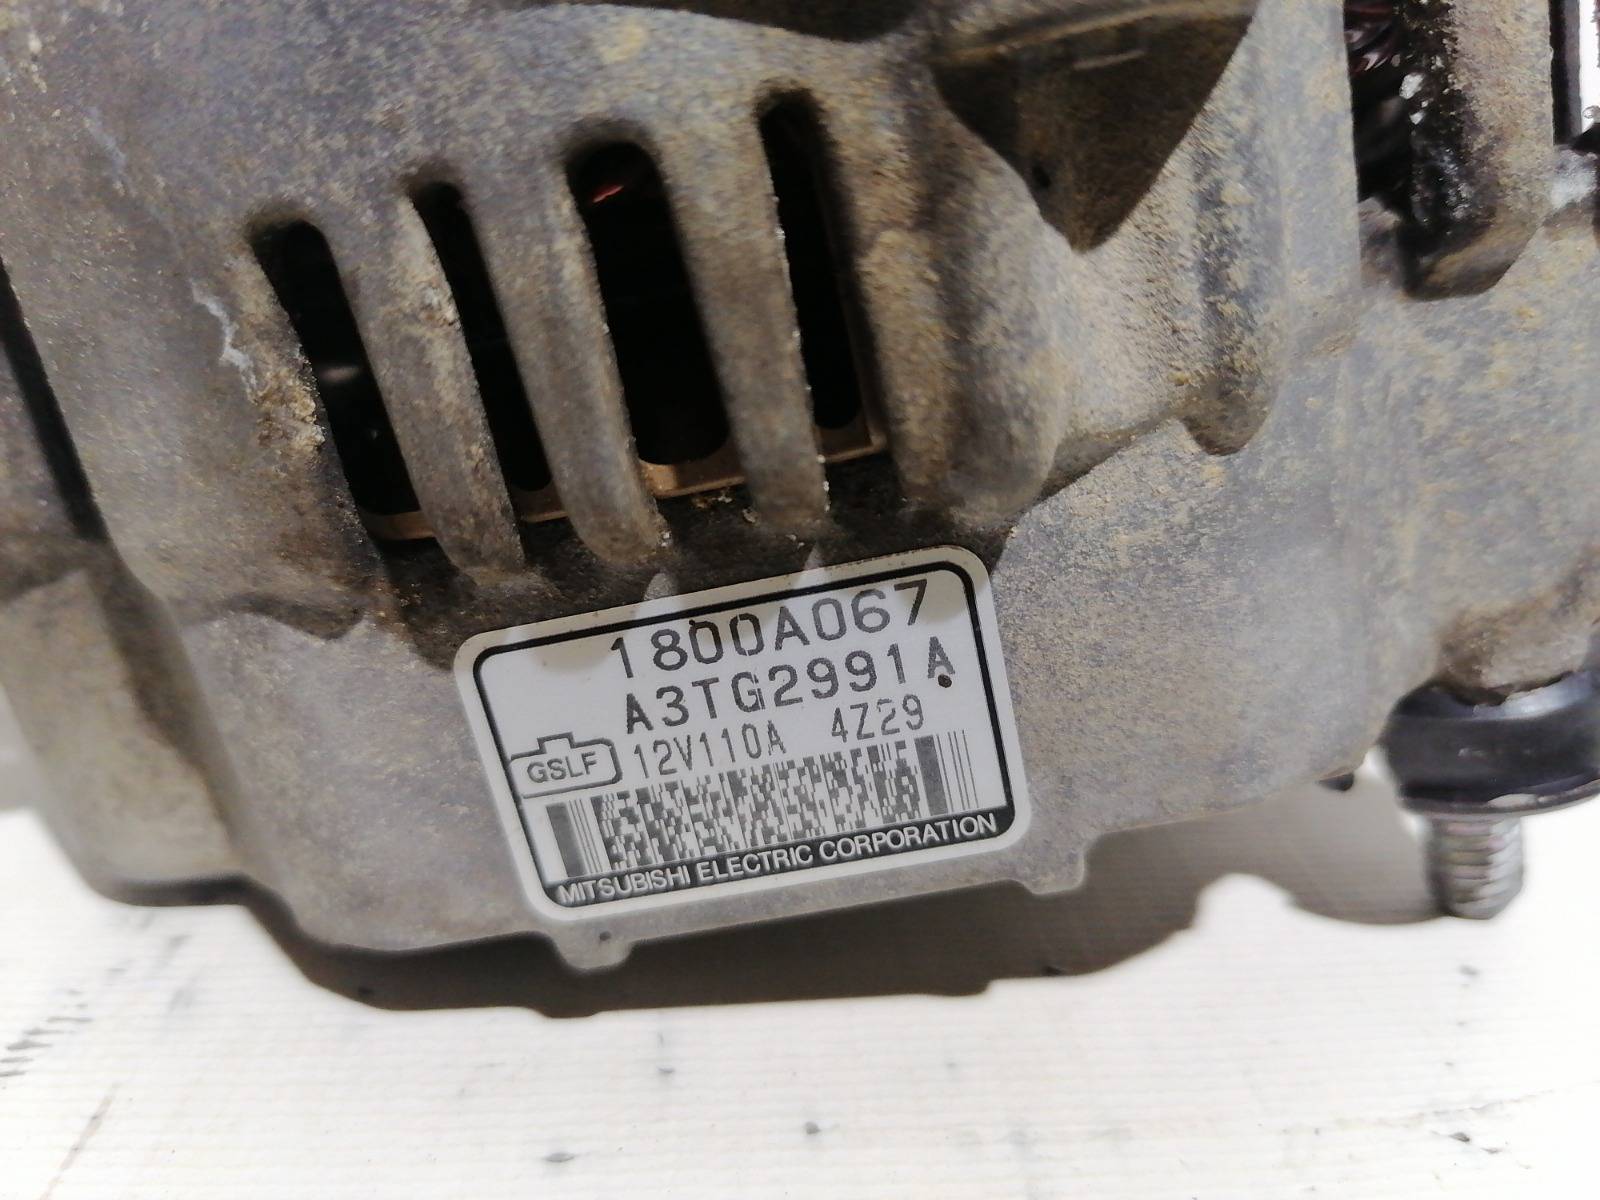 1800A067
A3TG2991A
GSLF 12V110A 4Z29
MITSUBISHI ELECTRIC CORPORATION